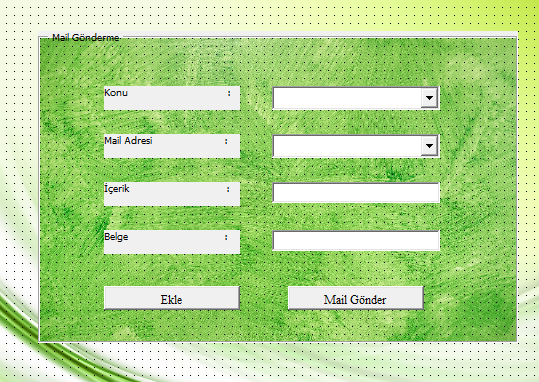 Mail Gönderme
Konu :
Mail Adresi :
İçerik :
Belge :
Ekle Mail Gönder